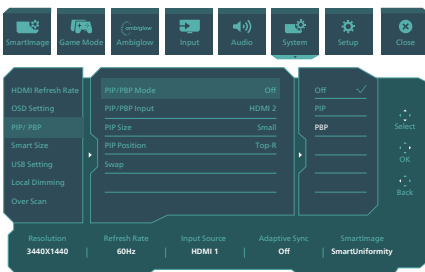 ambiglow
SmartImage Game Mode Ambiglow Input Audio System Setup Close
HDMI Refresh Rate PIP/PBP Mode Off Off
OSD Setting PIP/PBP Input HDMI 2 PIP
PIP/ PBP PIP Size Small PBP Select
Smart Size PIP Position Top-R
USB Setting Swap OK
Local Dimming
Over Scan Back
Resolution Refresh Rate Input Source Adaptive Sync SmartImage
3440X1440 60Hz HDMI 1 Off SmartUniformity